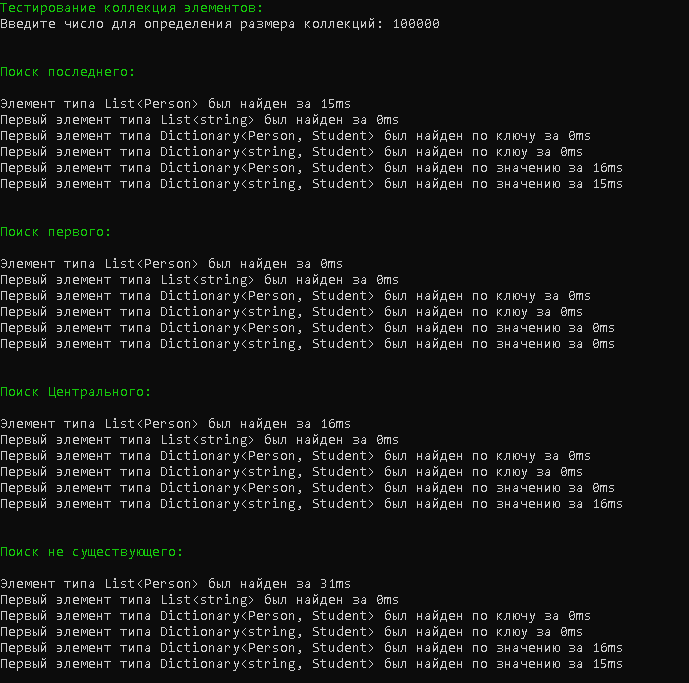 Тестирование коллекция элементов:
Введите число для определения размера коллекций: 100000
Поиск последнего:
Элемент типа List<Person> был найден за 15ms
Первый элемент типа List<string> был найден за 0ms
Первый элемент типа Dictionary<Person, Student> был найден по ключу за 0ms
Первый элемент типа Dictionary<string, Student> был найден по клюу за 0ms
Первый элемент типа Dictionary<Person, Student> был найден по значению за 16ms
Первый элемент типа Dictionary<string, Student> был найден по значению за 15ms
Поиск первого:
Элемент типа List<Person> был найден за 0ms
Первый элемент типа List<string> был найден за 0ms
Первый элемент типа Dictionary<Person, Student> был найден по ключу за 0ms
Первый элемент типа Dictionary<string, Student> был найден по клюу за 0ms
Первый элемент типа Dictionary<Person, Student> был найден по значению за 0ms
Первый элемент типа Dictionary<string, Student> был найден по значению за 0ms
Поиск Центрального:
Элемент типа List<Person> был найден за 16ms
Первый элемент типа List<string> был найден за 0ms
Первый элемент типа Dictionary<Person, Student> был найден по ключу за 0ms
Первый элемент типа Dictionary<string, Student> был найден по клюу за 0ms
Первый элемент типа Dictionary<Person, Student> был найден по значению за 0ms
Первый элемент типа Dictionary<string, Student> был найден по значению за 16ms
Поиск не существующего:
Элемент типа List<Person> был найден за 31ms
Первый элемент типа List<string> был найден за 0ms
Первый элемент типа Dictionary<Person, Student> был найден по ключу за 0ms
Первый элемент типа Dictionary<string, Student> был найден по клюу за 0ms
Первый элемент типа Dictionary<Person, Student> был найден по значению за 16ms
Первый элемент типа Dictionary<string, Student> был найден по значению за 15ms